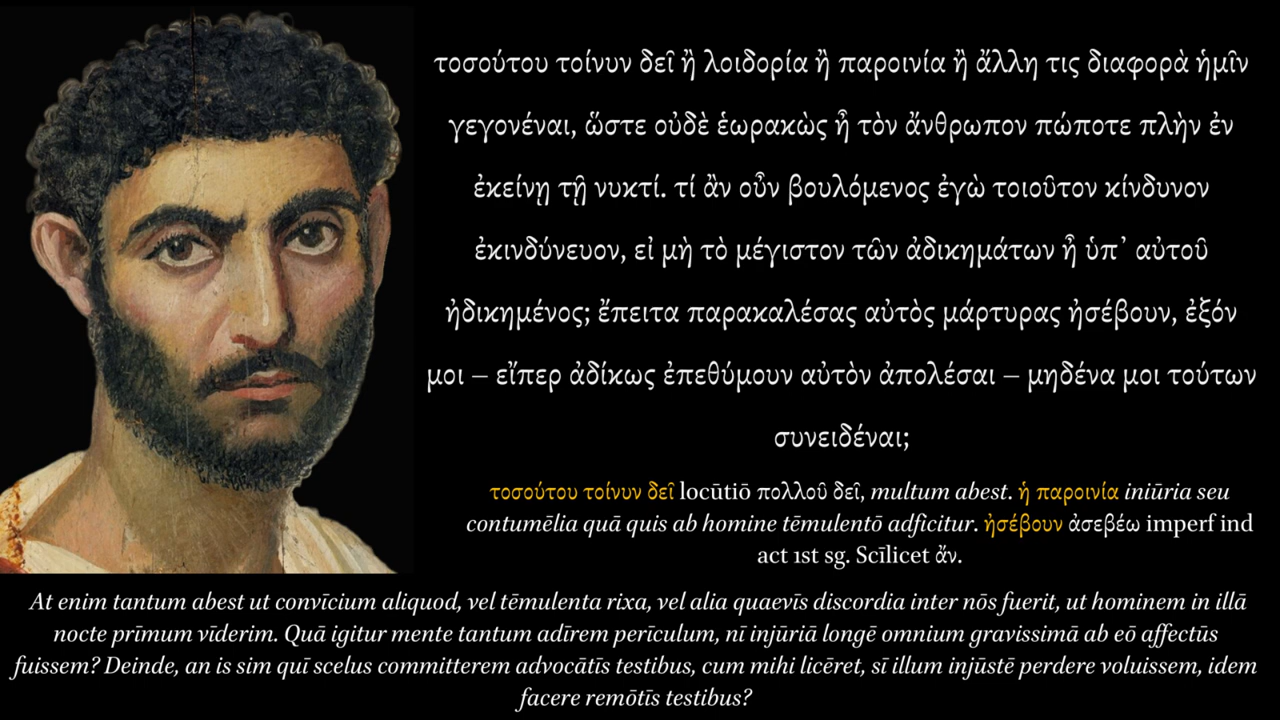 τοσούτου τοίνυν δεῖ ἢ λοιδορία ἢ παροινία ἢ ἄλλη τις διαφορὰ ἡμῖν
γεγονέναι, ὥστε οὐδὲ ἑωρακὼς ἦ τὸν ἄνθρωπον πώποτε πλὴν ἐν
ἐκείνῃ τῇ νυκτί. τί ἂν οὖν βουλόμενος ἐγὼ τοιοῦτον κίνδυνον
ἐκινδύνευον, εἰ μὴ τὸ μέγιστον τῶν ἀδικημάτων ἦ ὑπ᾽ αὐτοῦ
ἠδικημένος; ἔπειτα παρακαλέσας αὐτὸς μάρτυρας ἠσέβουν, ἐξόν
μοι – εἴπερ ἀδίκως ἐπεθύμουν αὐτὸν ἀπολέσαι – μηδένα μοι τούτων
συνειδέναι;
τοσούτου τοίνυν δεῖ locūtiō πολλοῦ δεῖ, multum abest. ἡ παροινία iniūria seu
contumēlia quā quis ab homine tēmulentō adficitur. ἠσέβουν ἀσεβέω imperf ind
act 1st sg. Scīlicet ἄν.
At enim tantum abest ut convīcium aliquod, vel tēmulenta rixa, vel alia quaevīs discordia inter nōs fuerit, ut hominem in illā
nocte prīmum vīderim. Quā igitur mente tantum adīrem perīculum, nī injūriā longē omnium gravissimā ab eō affectūs
fuissem? Deinde, an is sim quī scelus committerem advocātīs testibus, cum mihi licēret, sī illum injūstē perdere voluissem, idem
facere remōtīs testibus?